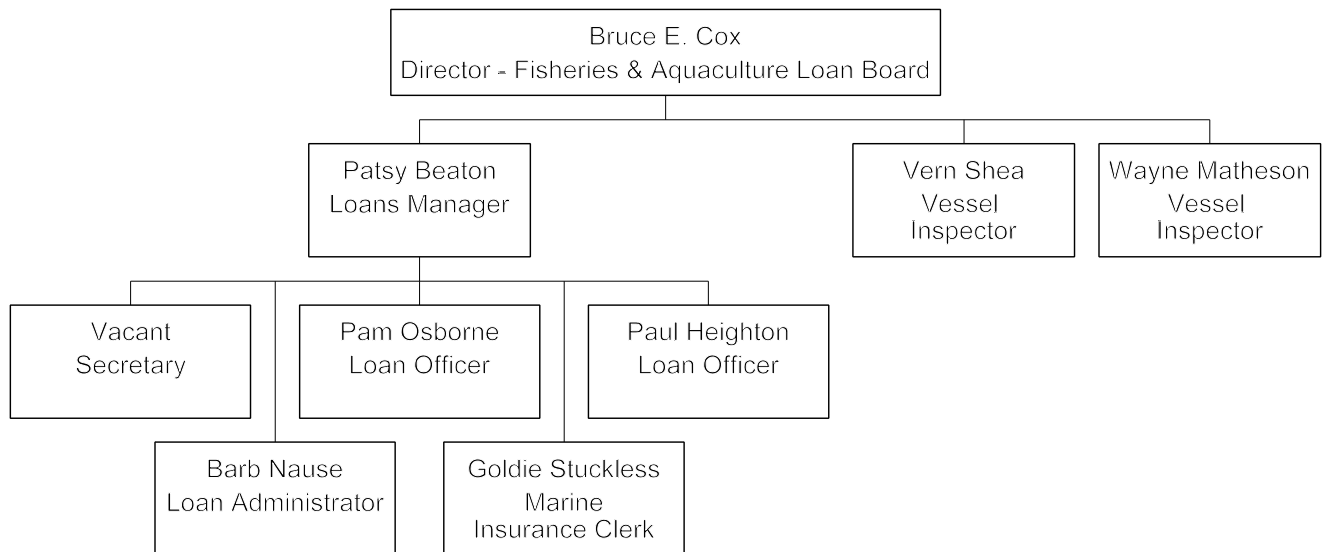 Bruce E. Cox
Director - Fisheries & Aquaculture Loan Board
Patsy Beaton
Loans Manager
Vern Shea
Vessel
Inspector
Wayne Matheson
Vessel
Inspector
Vacant
Secretary
Pam Osborne
Loan Officer
Paul Heighton
Loan Officer
Barb Nause
Loan Administrator
Goldie Stuckless
Marine
Insurance Clerk